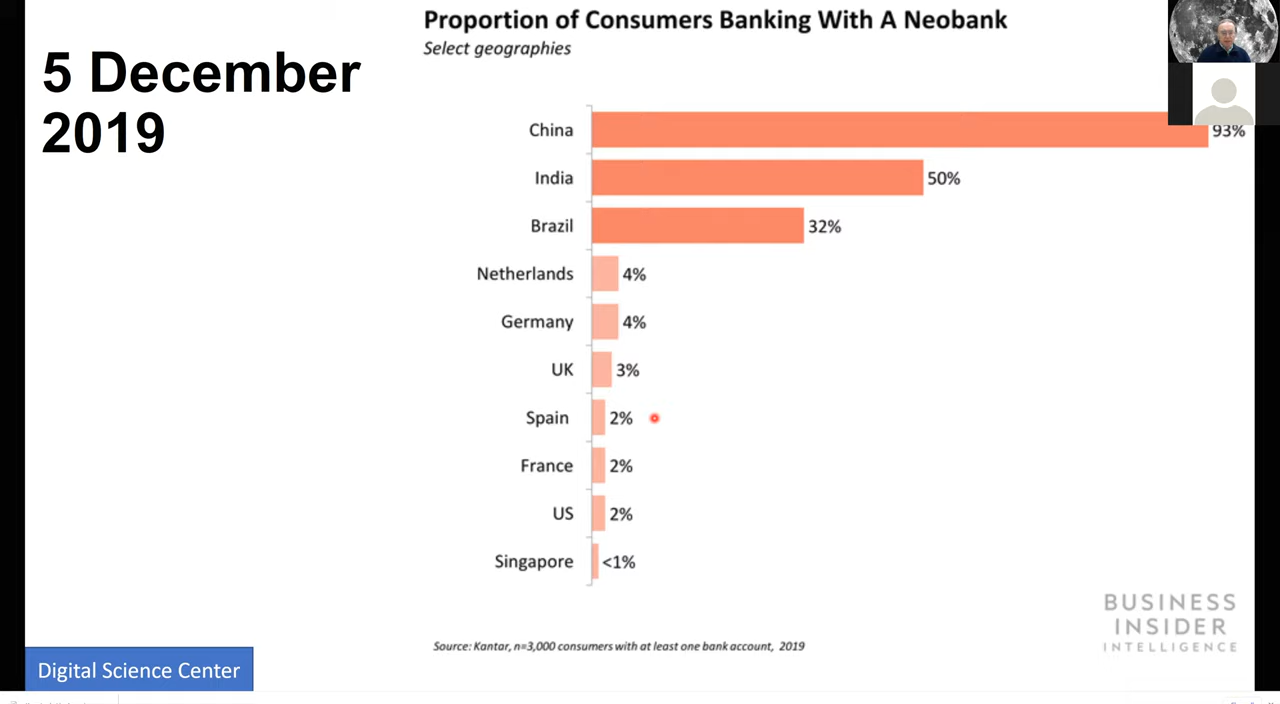 Proportion of Consumers Banking With A Neobank
Select geographies
5 December
2019
China 93%
India 50%
Brazil 32%
Netherlands 4%
Germany 4%
UK 3%
Spain 2%
France 2%
US 2%
Singapore <1%
BUSINESS
INSIDER
INTELLIGENCE
Source: Kantar, n=3,000 consumers with at least one bank account, 2019
Digital Science Center